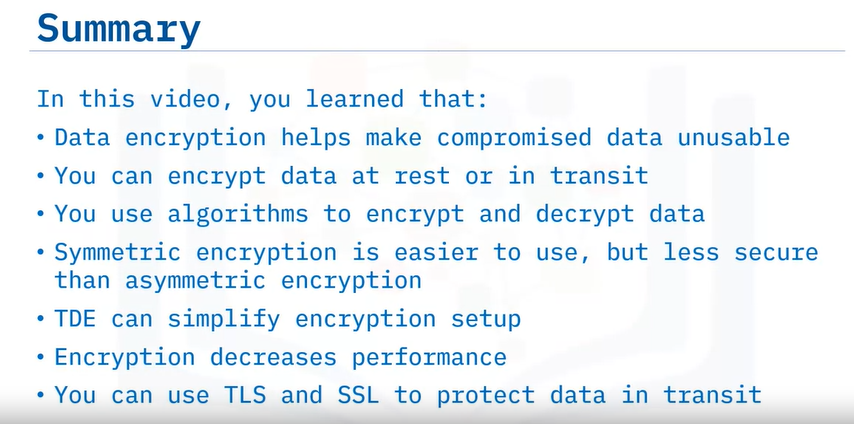 Summary
In this video, you learned that:
• Data encryption helps make compromised data unusable
• You can encrypt data at rest or in transit
• You use algorithms to encrypt and decrypt data
• Symmetric encryption is easier to use, but less secure
than asymmetric encryption
• TDE can simplify encryption setup
• Encryption decreases performance
• You can use TLS and SSL to protect data in transit